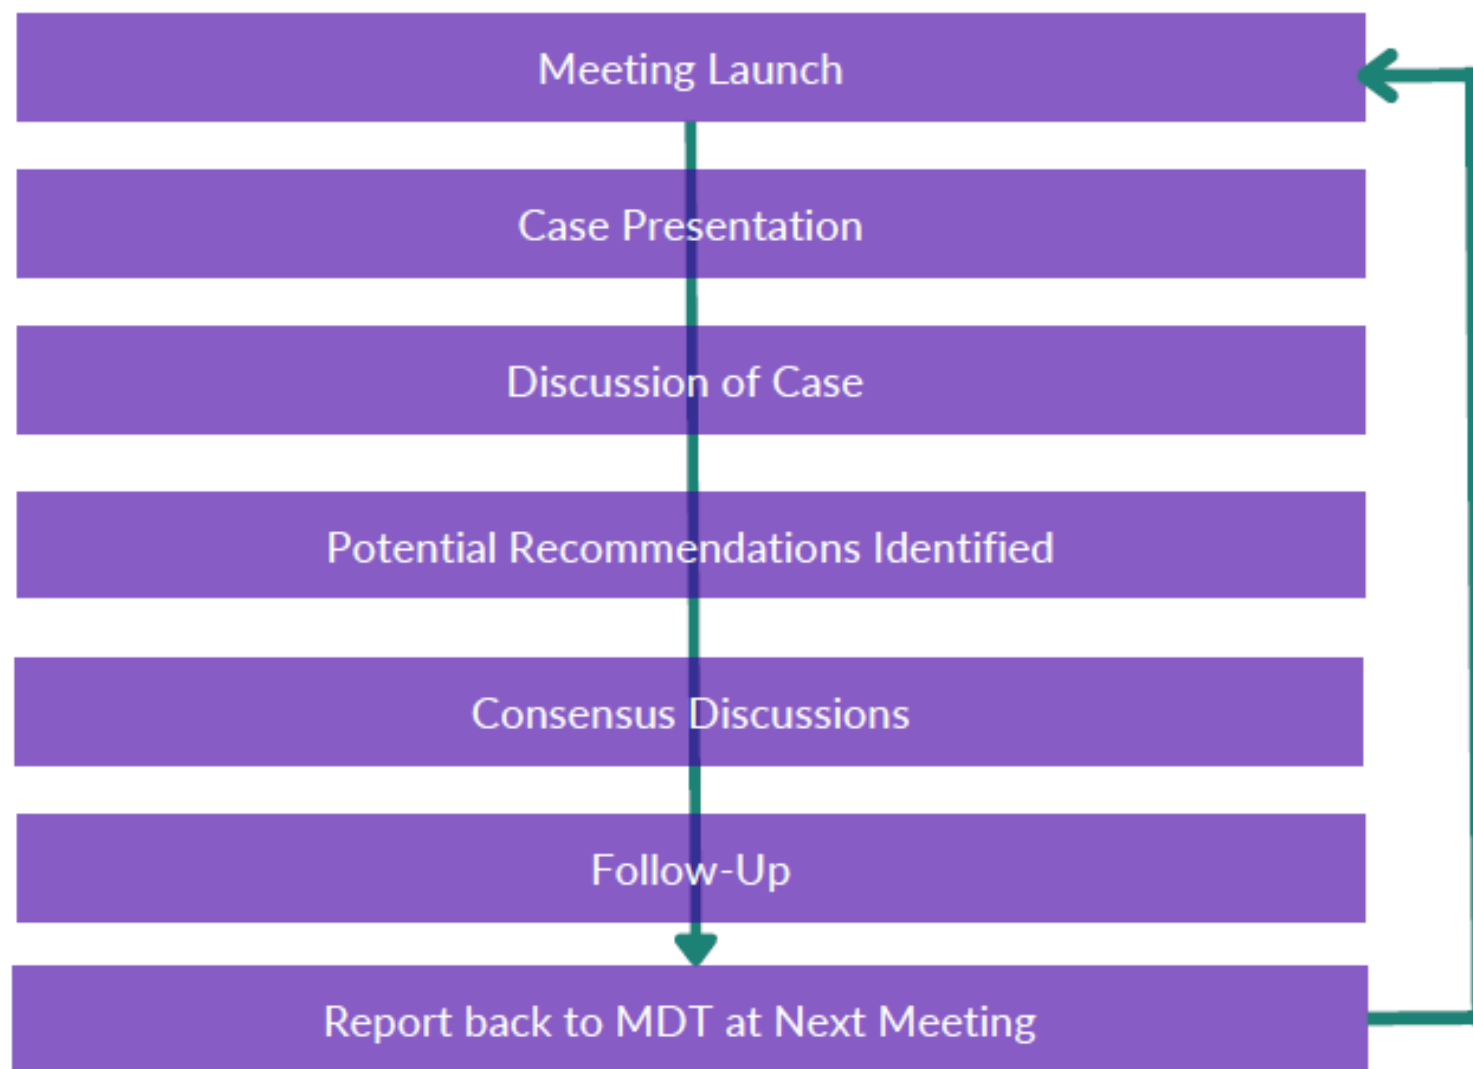 Meeting Launch
Case Presentation
Discussion of Case
Potential Recommendations Identified
Consensus Discussions
Follow-Up
Report back to MDT at Next Meeting